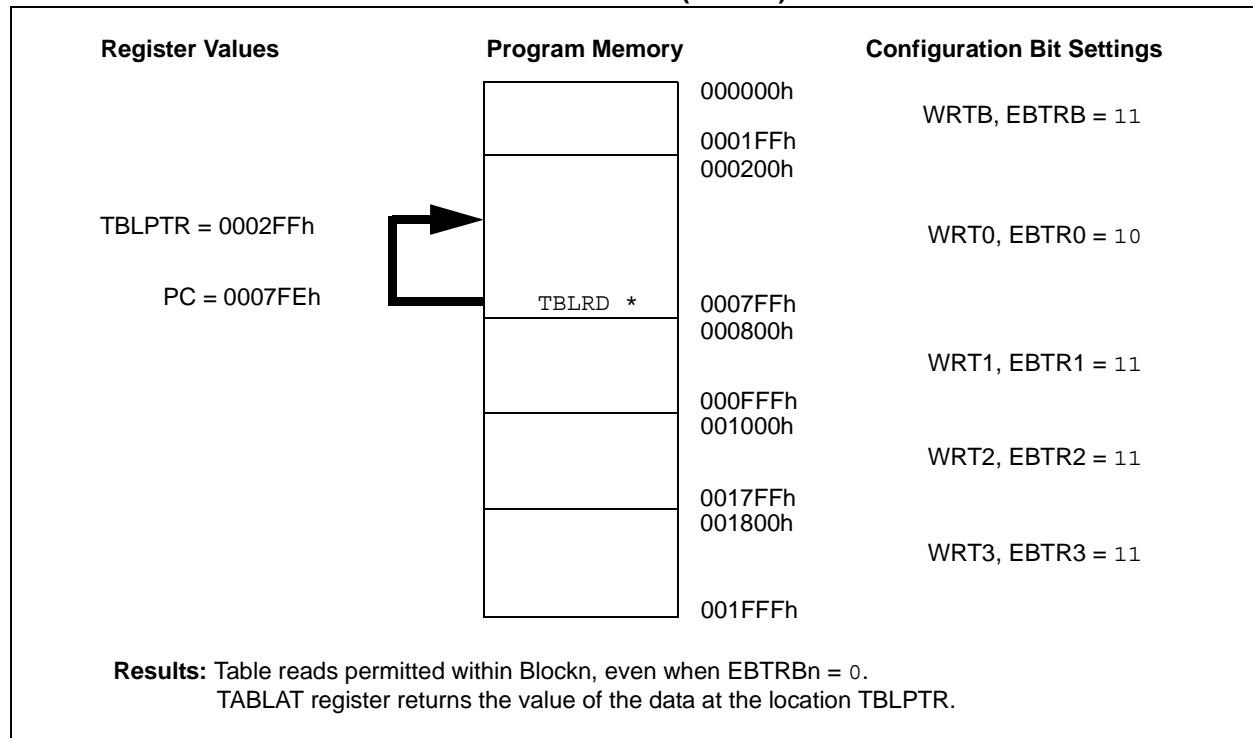 Register Values Program Memory Configuration Bit Settings
000000h
WRTB, EBTRB = 11
0001FFh
000200h
TBLPTR = 0002FFh
WRT0, EBTR0 = 10
PC = 0007FEh
TBLRD *
0007FFh
000800h
WRT1, EBTR1 = 11
000FFFh
001000h
WRT2, EBTR2 = 11
0017FFh
001800h
WRT3, EBTR3 = 11
001FFFh
Results: Table reads permitted within Blockn, even when EBTRBn = 0.
TABLAT register returns the value of the data at the location TBLPTR.